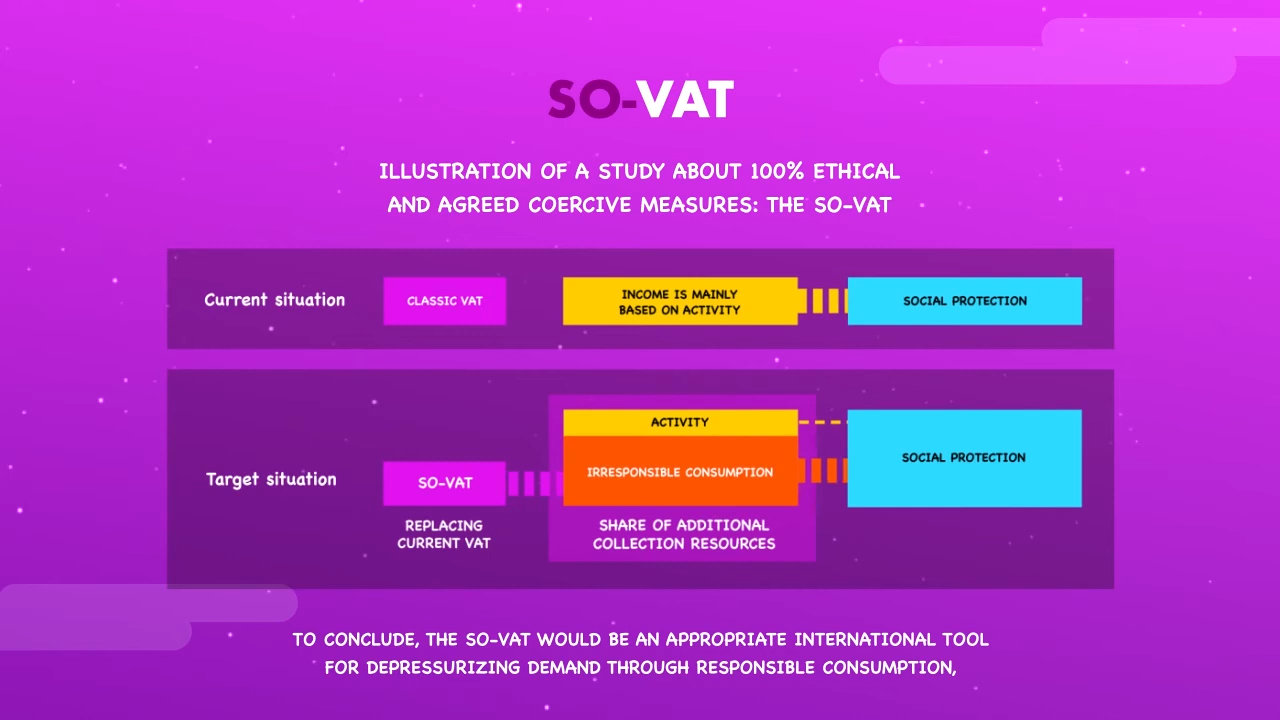 SO-VAT
ILLUSTRATION OF A STUDY ABOUT 100% ETHICAL
AND AGREED COERCIVE MEASURES: THE SO-VAT
Current situation
CLASSIC VAT
INCOME IS MAINLY
BASED ON ACTIVITY
SOCIAL PROTECTION
Target situation
SO-VAT
REPLACING
CURRENT VAT
ACTIVITY
IRRESPONSIBLE CONSUMPTION
SHARE OF ADDITIONAL
COLLECTION RESOURCES
SOCIAL PROTECTION
TO CONCLUDE, THE SO-VAT WOULD BE AN APPROPRIATE INTERNATIONAL TOOL
FOR DEPRESSURIZING DEMAND THROUGH RESPONSIBLE CONSUMPTION,